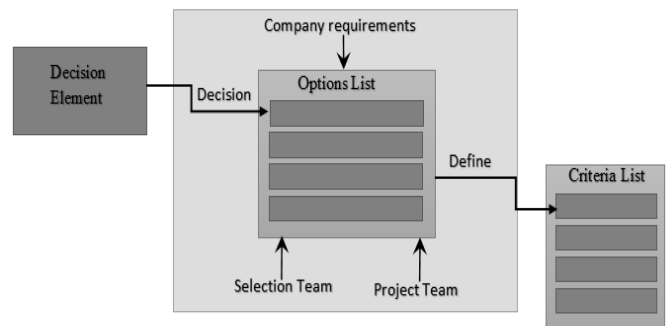 Company requirements
Decision
Element
Decision
Options List
Define
Criteria List
Selection Team
Project Team